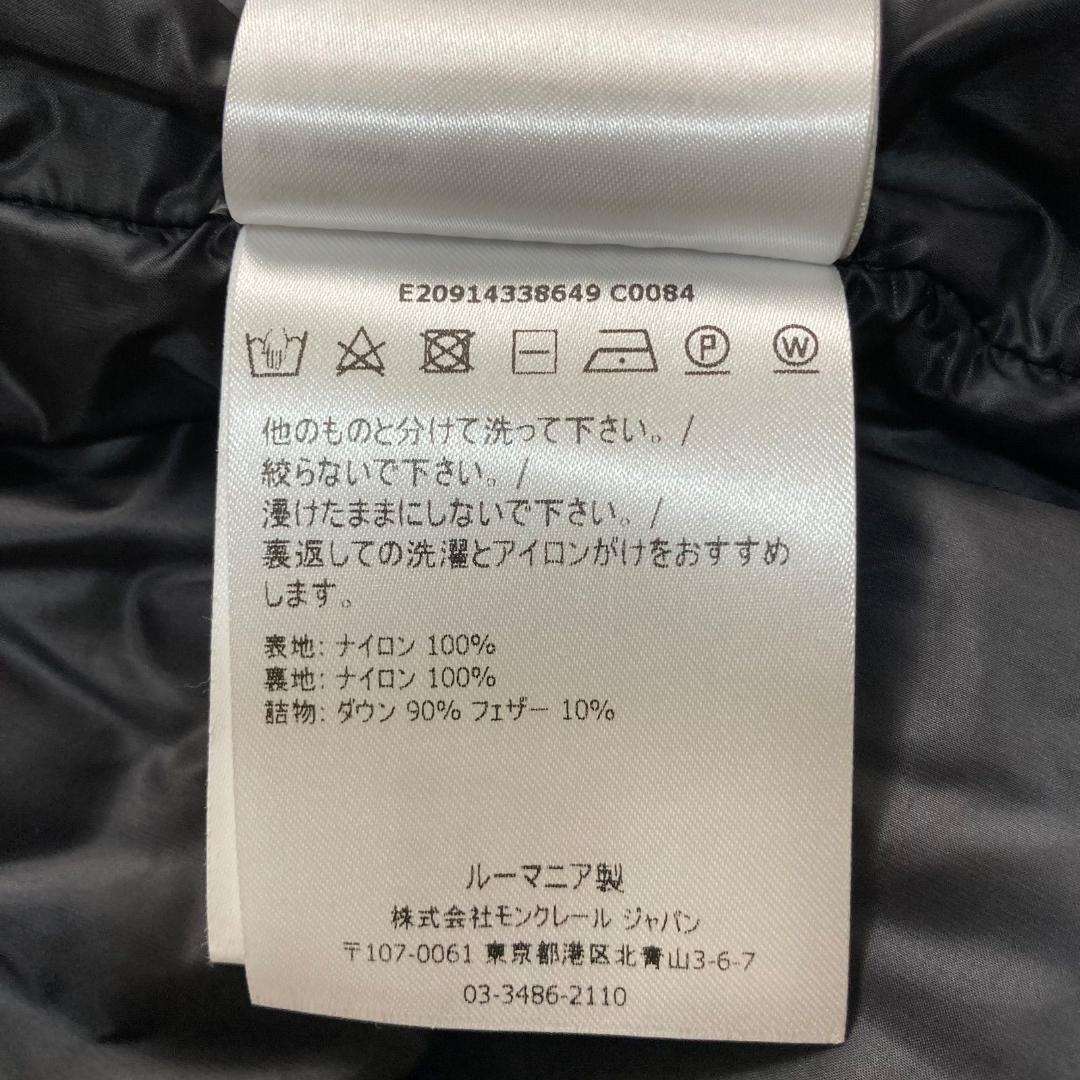 E20914338649 C0084
P W
他のものと分けて洗って下さい。/
絞らないで下さい。/
浸けたままにしないで下さい。/
裏返しての洗濯とアイロンがけをおすすめ
します。
表地: ナイロン 100%
裏地: ナイロン 100%
詰物: ダウン 90% フェザー 10%
ルーマニア製
株式会社モンクレール ジャパン
〒107-0061 東京都港区北青山3-6-7
03-3486-2110